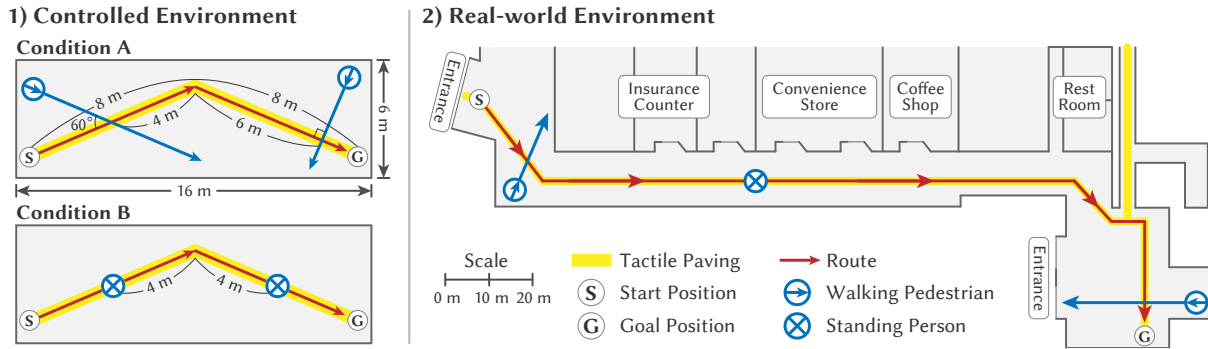 1) Controlled Environment
Condition A
8 m
8 m
60°
4 m
6 m
S
G
6 m
16 m
Condition B
4 m
4 m
S
G
2) Real-world Environment
Entrance
S
Insurance
Counter
Convenience
Store
Coffee
Shop
Rest
Room
Entrance
G
Scale
0 m 10 m 20 m
Tactile Paving
Route
S Start Position
Walking Pedestrian
G Goal Position
Standing Person